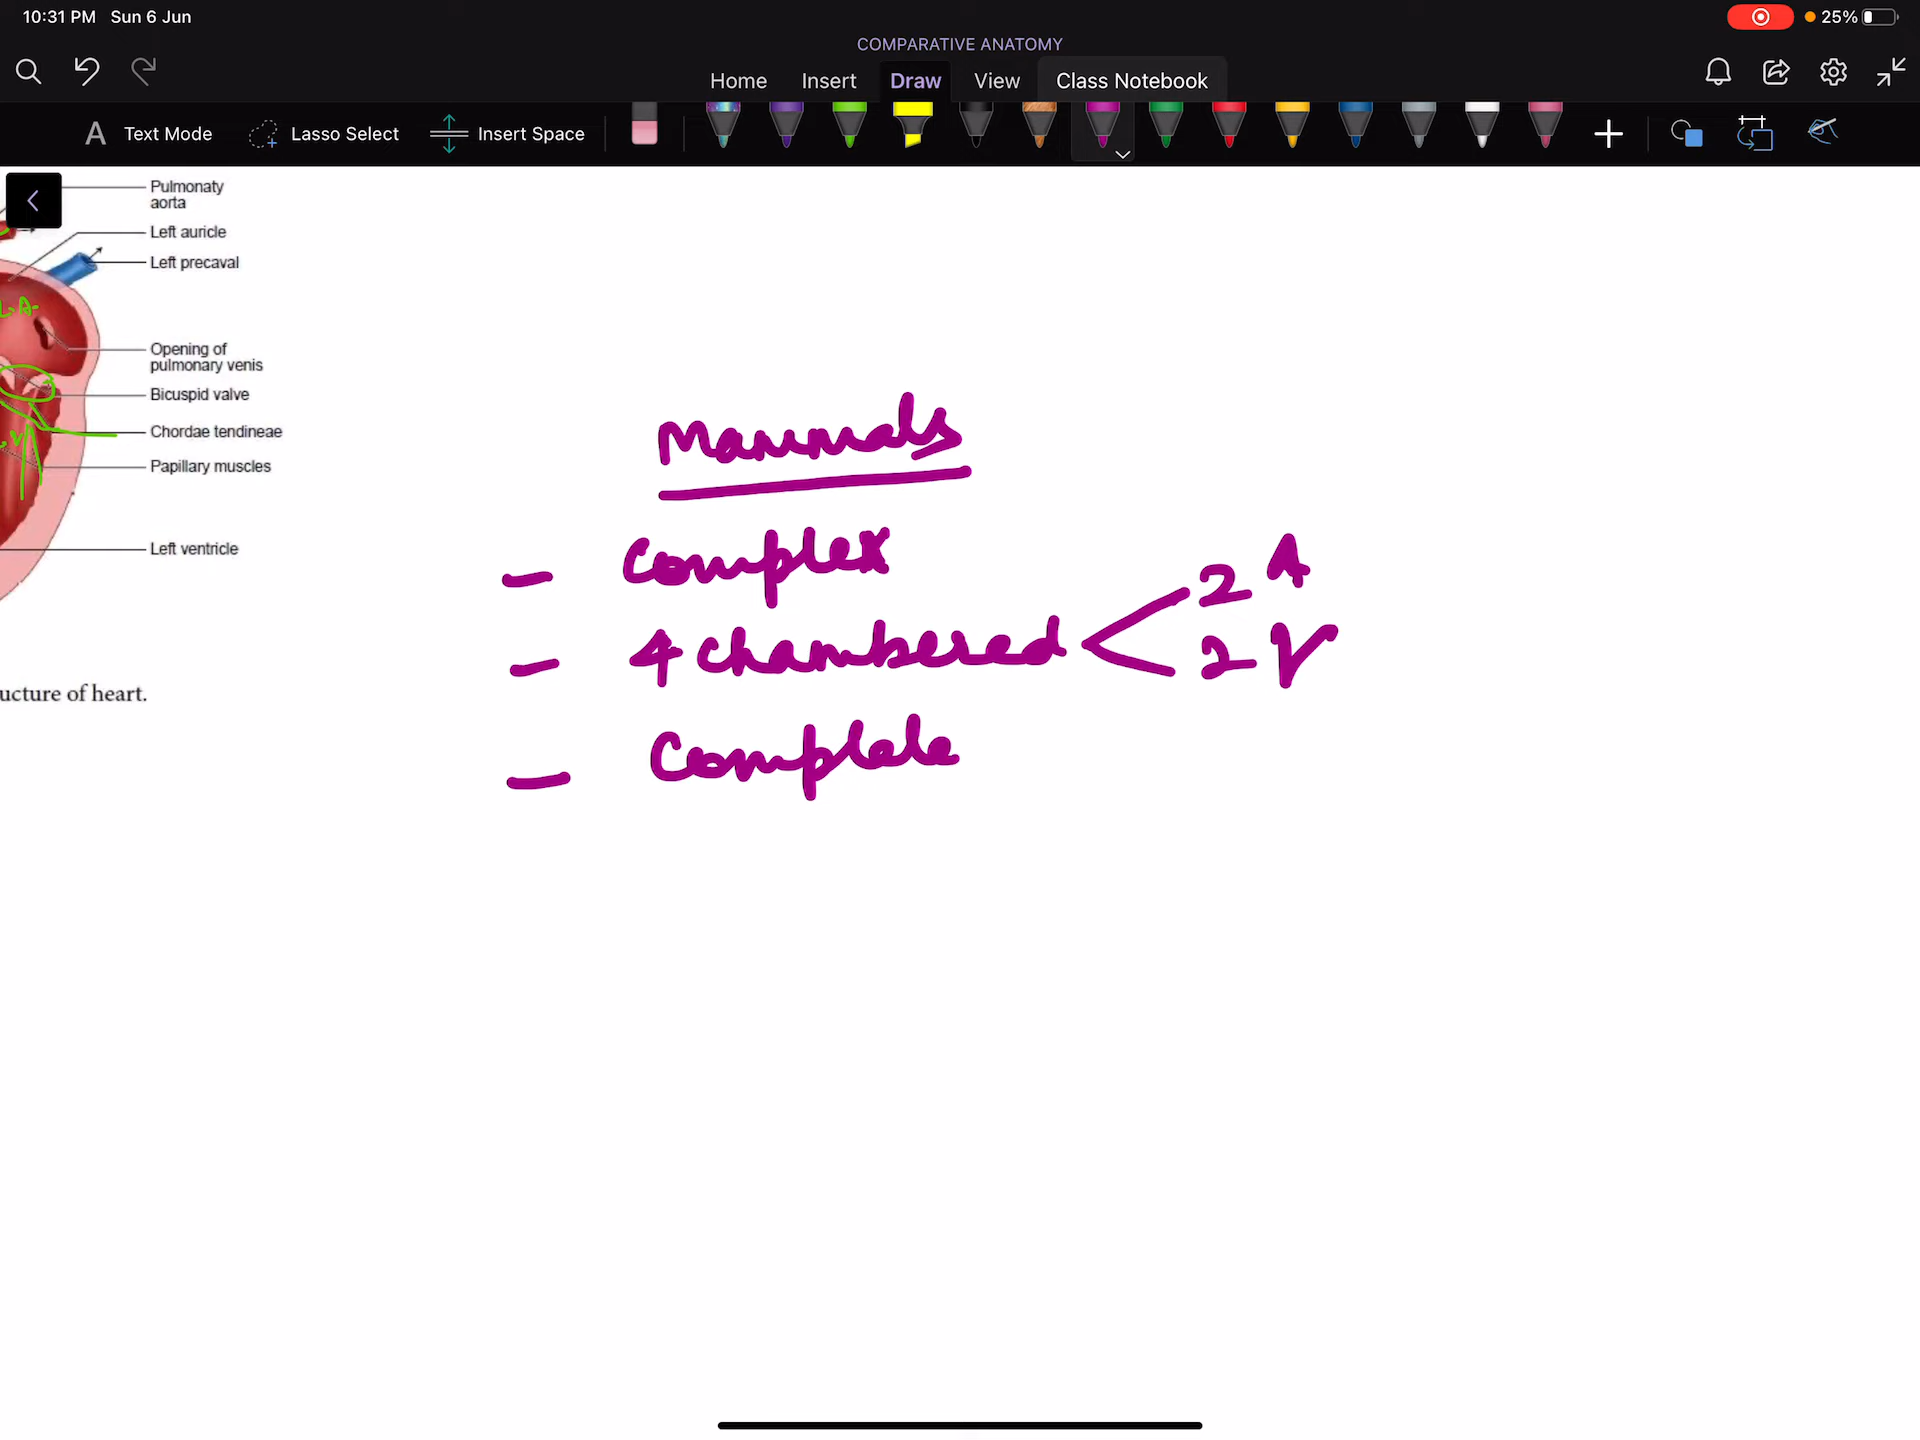 10:31 PM Sun 6 Jun
25%
COMPARATIVE ANATOMY
Home Insert Draw View Class Notebook
A Text Mode Lasso Select Insert Space
Pulmonaty
aorta
Left auricle
Left precaval
L.A.
Opening of
pulmonary venis
Bicuspid valve
Chordae tendineae
Papillary muscles
Left ventricle
ucture of heart.
Mammals
- Complex
- 4 chambered < 2 A
2 V
- Complete